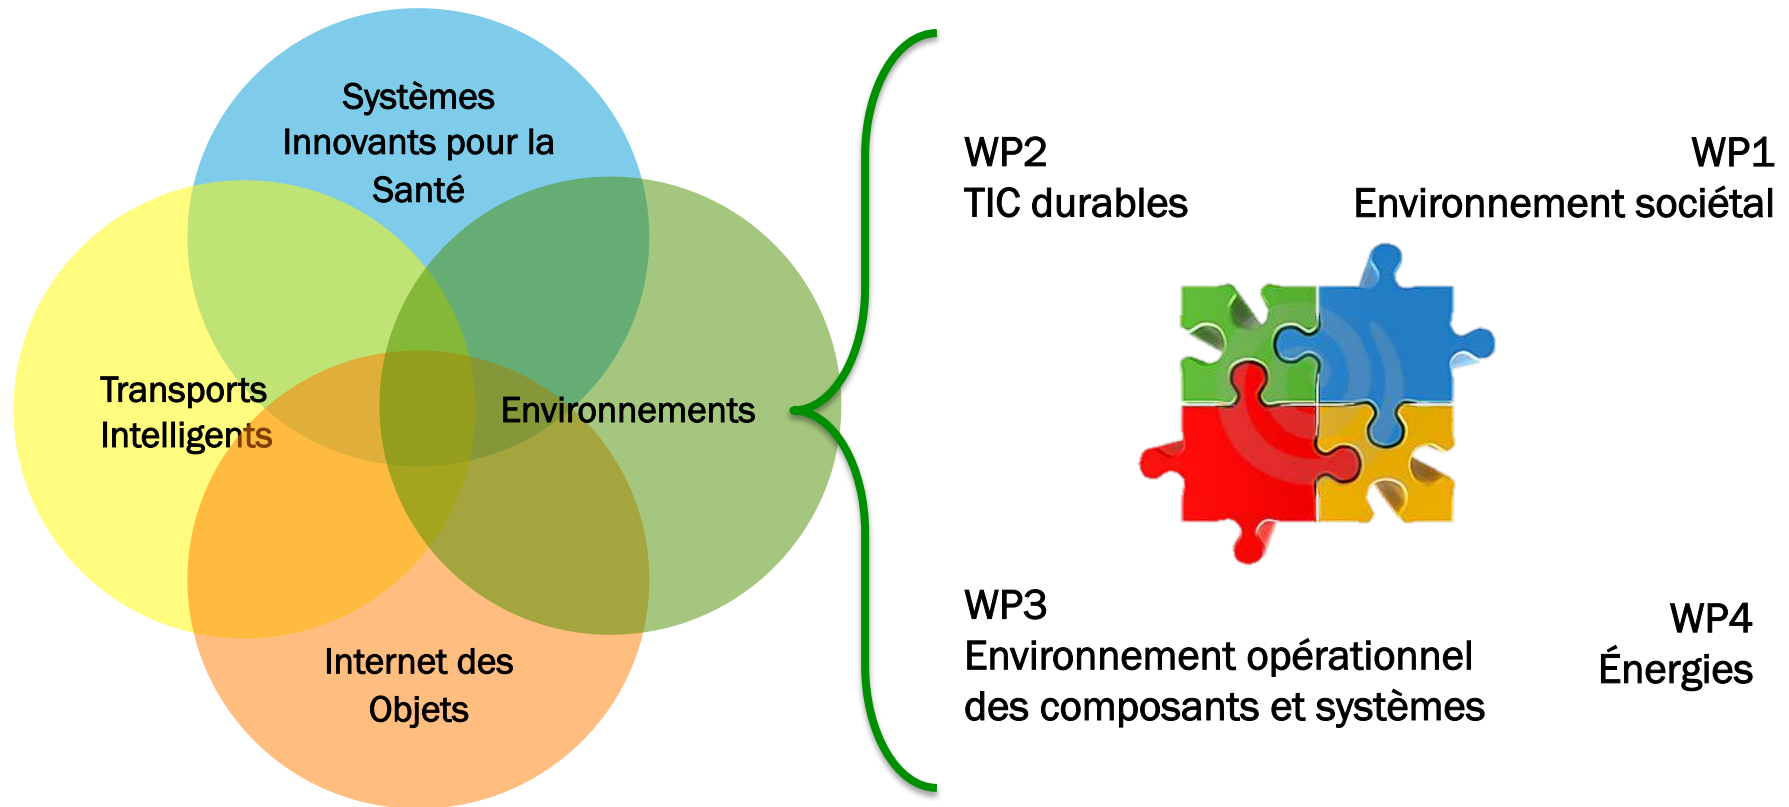 Systèmes
Innovants pour la
Santé
Transports
Intelligents
Environnements
Internet des
Objets
WP2
TIC durables
WP1
Environnement sociétal
WP3
Environnement opérationnel
des composants et systèmes
WP4
Énergies